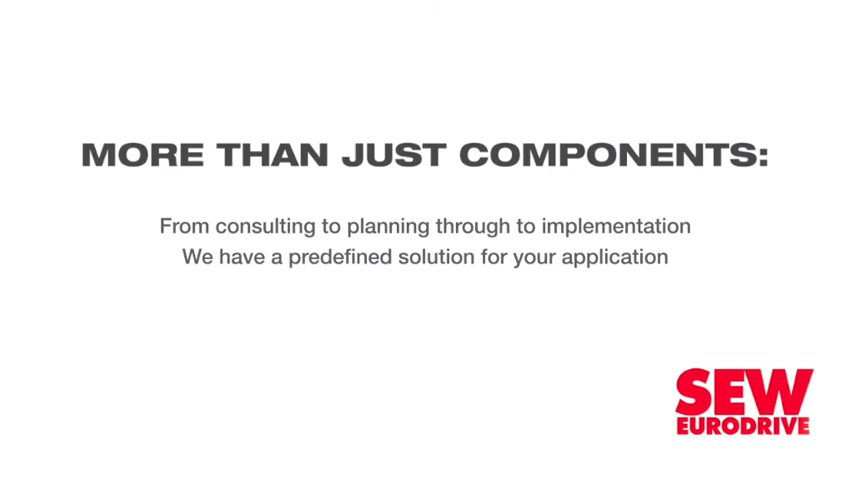 MORE THAN JUST COMPONENTS:
From consulting to planning through to implementation
We have a predefined solution for your application
SEW
EURODRIVE